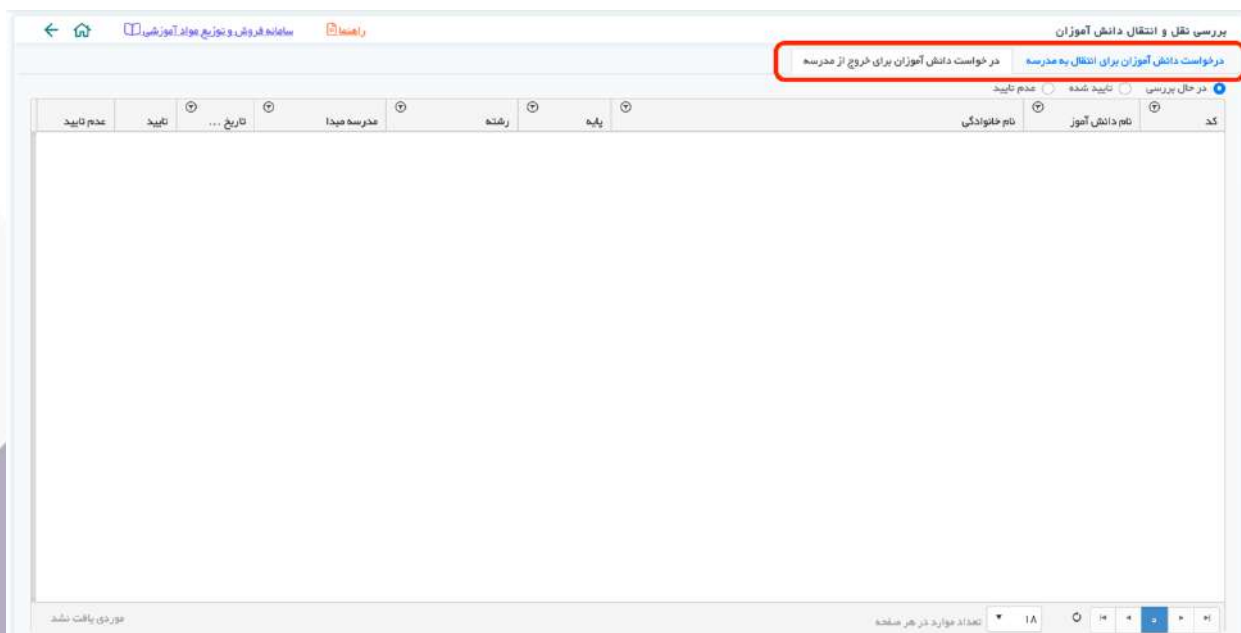 بررسی نقل و انتقال دانش آموزان راهنما سامانه فروش و توزیع مواد آموزشی
درخواست دانش آموزان برای انتقال به مدرسه در خواست دانش آموزان برای خروج از مدرسه
در حال بررسی تایید شده عدم تایید
کد نام دانش آموز نام خانوادگی پایه رشته مدرسه مبدا تاریخ ... تایید عدم تایید
۱۸ تعداد موارد در هر صفحه موردی یافت نشد